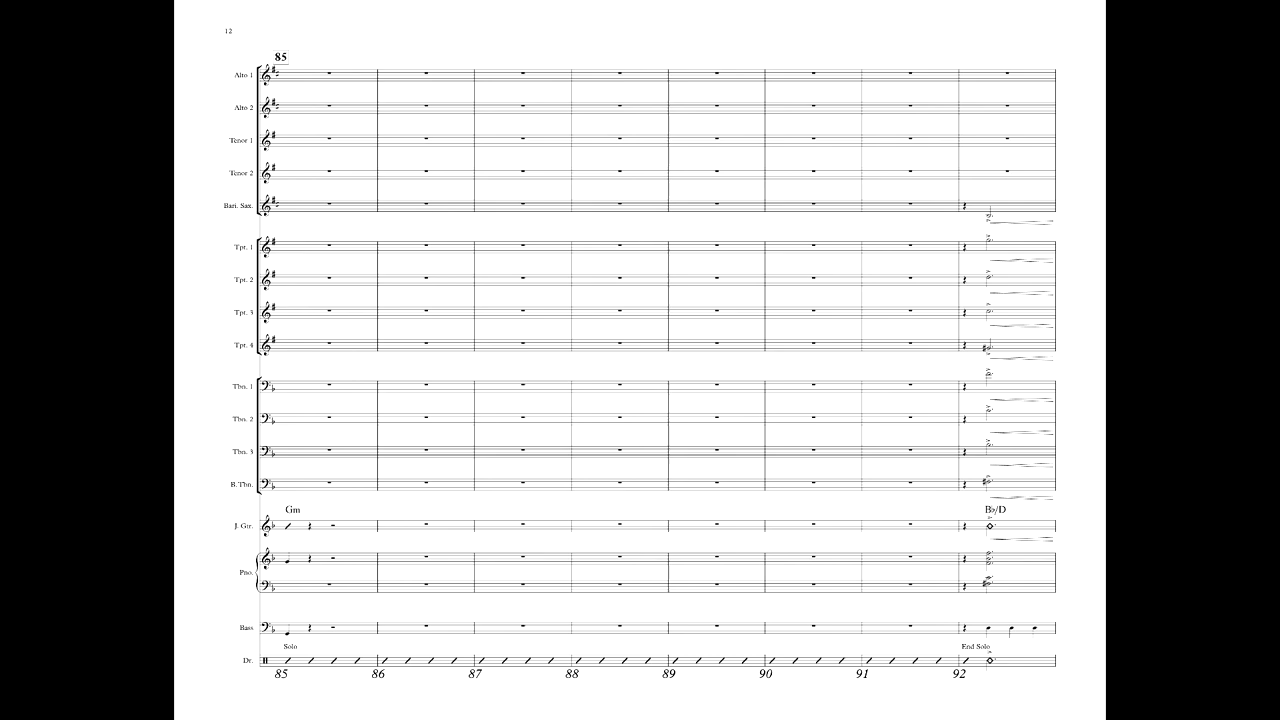 12
85
Alto 1
Alto 2
Tenor 1
Tenor 2
Bari. Sax.
Tpt. 1
Tpt. 2
Tpt. 3
Tpt. 4
Tbn. 1
Tbn. 2
Tbn. 3
B. Tbn.
Gm B♭/D
J. Gtr.
Pno.
Bass
Solo End Solo
Dr.
85 86 87 88 89 90 91 92